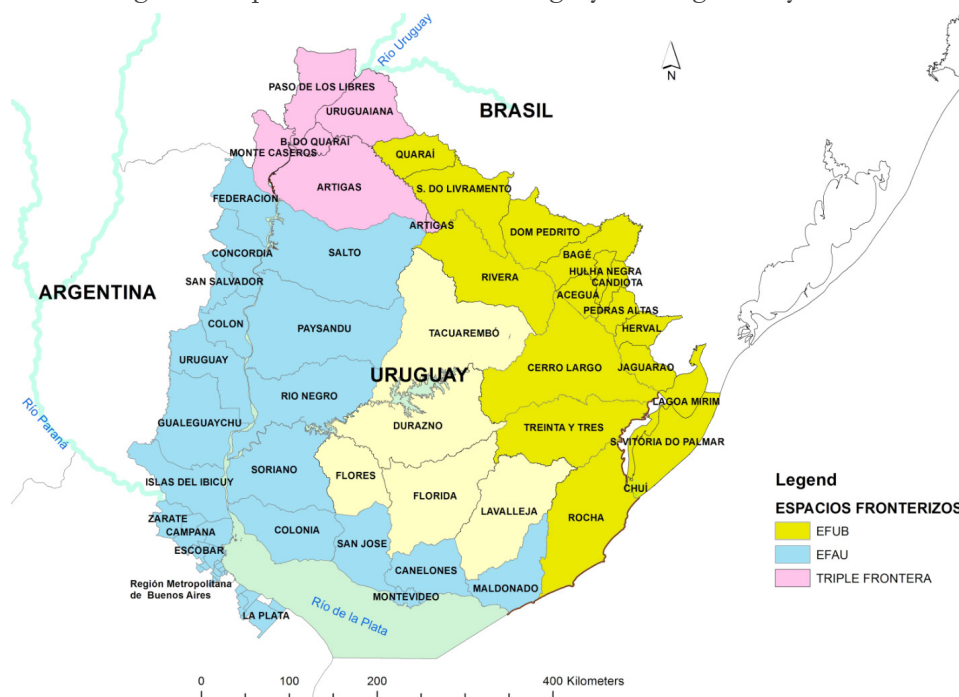 Río Uruguay
N
PASO DE LOS LIBRES
BRASIL
URUGUAIANA
B. DO QUARAÍ
MONTE CASEROS
QUARAÍ
ARTIGAS
S. DO LIVRAMENTO
FEDERACION
ARTIGAS
DOM PEDRITO
CONCORDIA
SALTO
BAGÉ
RIVERA
HULHA NEGRA
CANDIOTA
SAN SALVADOR
ACEGUÁ
ARGENTINA
PEDRAS ALTAS
COLON
PAYSANDU
HERVAL
TACUAREMBÓ
URUGUAY
JAGUARAO
CERRO LARGO
URUGUAY
RIO NEGRO
LAGOA MIRIM
Río Paraná
GUALEGUAYCHU
DURAZNO
TREINTA Y TRES
S. VITÓRIA DO PALMAR
SORIANO
FLORES
ISLAS DEL IBICUY
CHUÍ
FLORIDA
LAVALLEJA
ROCHA
ZARATE
CAMPANA
COLONIA
SAN JOSE
ESCOBAR
CANELONES
Región Metropolitana
de Buenos Aires
MALDONADO
MONTEVIDEO
LA PLATA
Río de la Plata
Legend
ESPACIOS FRONTERIZOS
EFUB
EFAU
TRIPLE FRONTERA
0 100 200 400 Kilometers